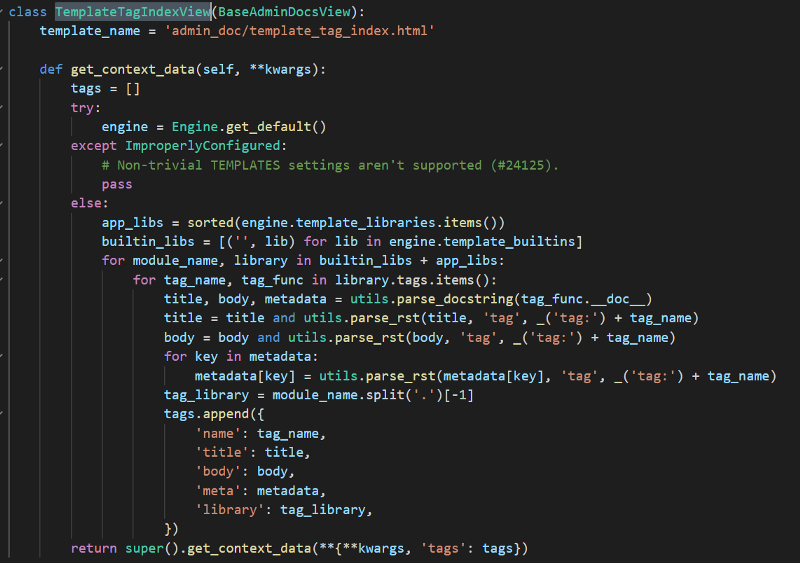 class TemplateTagIndexView(BaseAdminDocsView):
    template_name = 'admin_doc/template_tag_index.html'

    def get_context_data(self, **kwargs):
        tags = []
        try:
            engine = Engine.get_default()
        except ImproperlyConfigured:
            # Non-trivial TEMPLATES settings aren't supported (#24125).
            pass
        else:
            app_libs = sorted(engine.template_libraries.items())
            builtin_libs = [('', lib) for lib in engine.template_builtins]
            for module_name, library in builtin_libs + app_libs:
                for tag_name, tag_func in library.tags.items():
                    title, body, metadata = utils.parse_docstring(tag_func.__doc__)
                    title = title and utils.parse_rst(title, 'tag', _('tag:') + tag_name)
                    body = body and utils.parse_rst(body, 'tag', _('tag:') + tag_name)
                    for key in metadata:
                        metadata[key] = utils.parse_rst(metadata[key], 'tag', _('tag:') + tag_name)
                    tag_library = module_name.split('.')[-1]
                    tags.append({
                        'name': tag_name,
                        'title': title,
                        'body': body,
                        'meta': metadata,
                        'library': tag_library,
                    })
        return super().get_context_data(**{**kwargs, 'tags': tags})